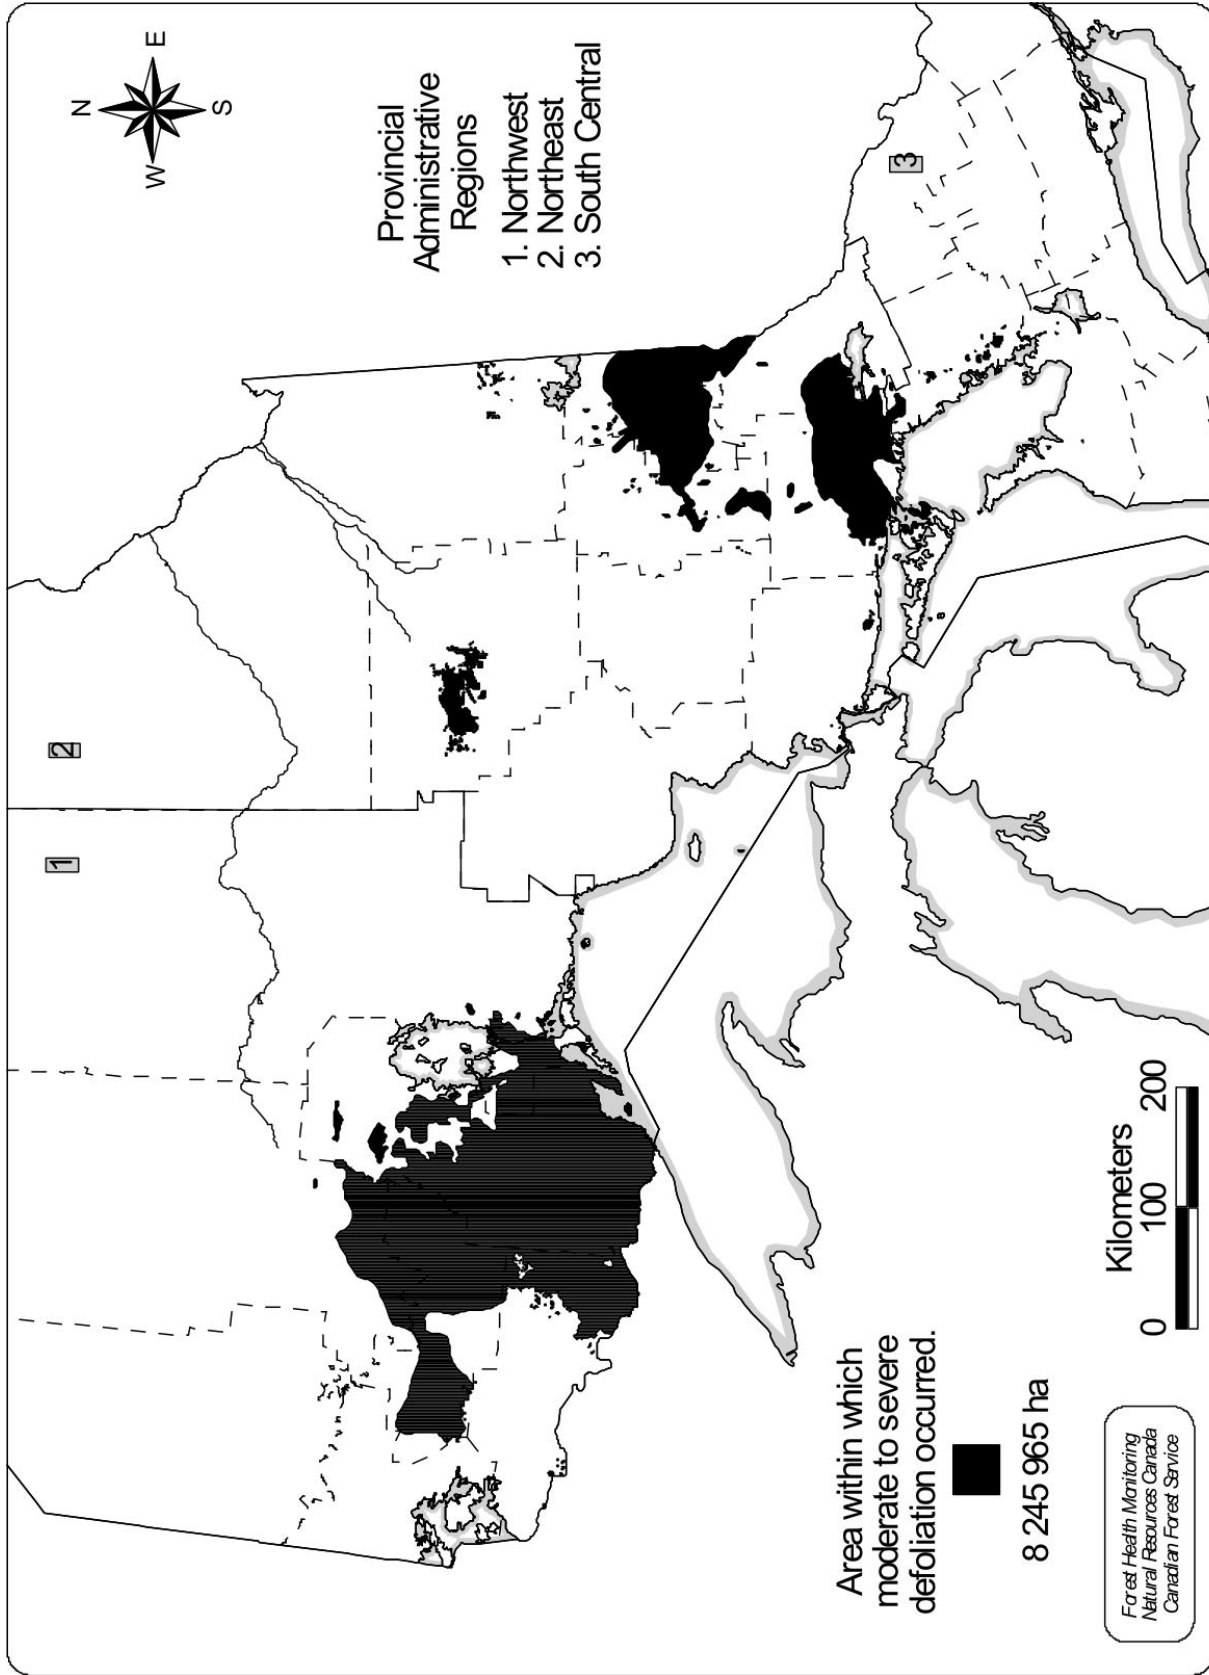 N
W
E
S
Provincial
Administrative
Regions
1. Northwest
2. Northeast
3. South Central
1
2
3
Area within which
moderate to severe
defoliation occurred.
8 245 965 ha
Kilometers
0
100
200
Forest Health Monitoring
Natural Resources Canada
Canadian Forest Service